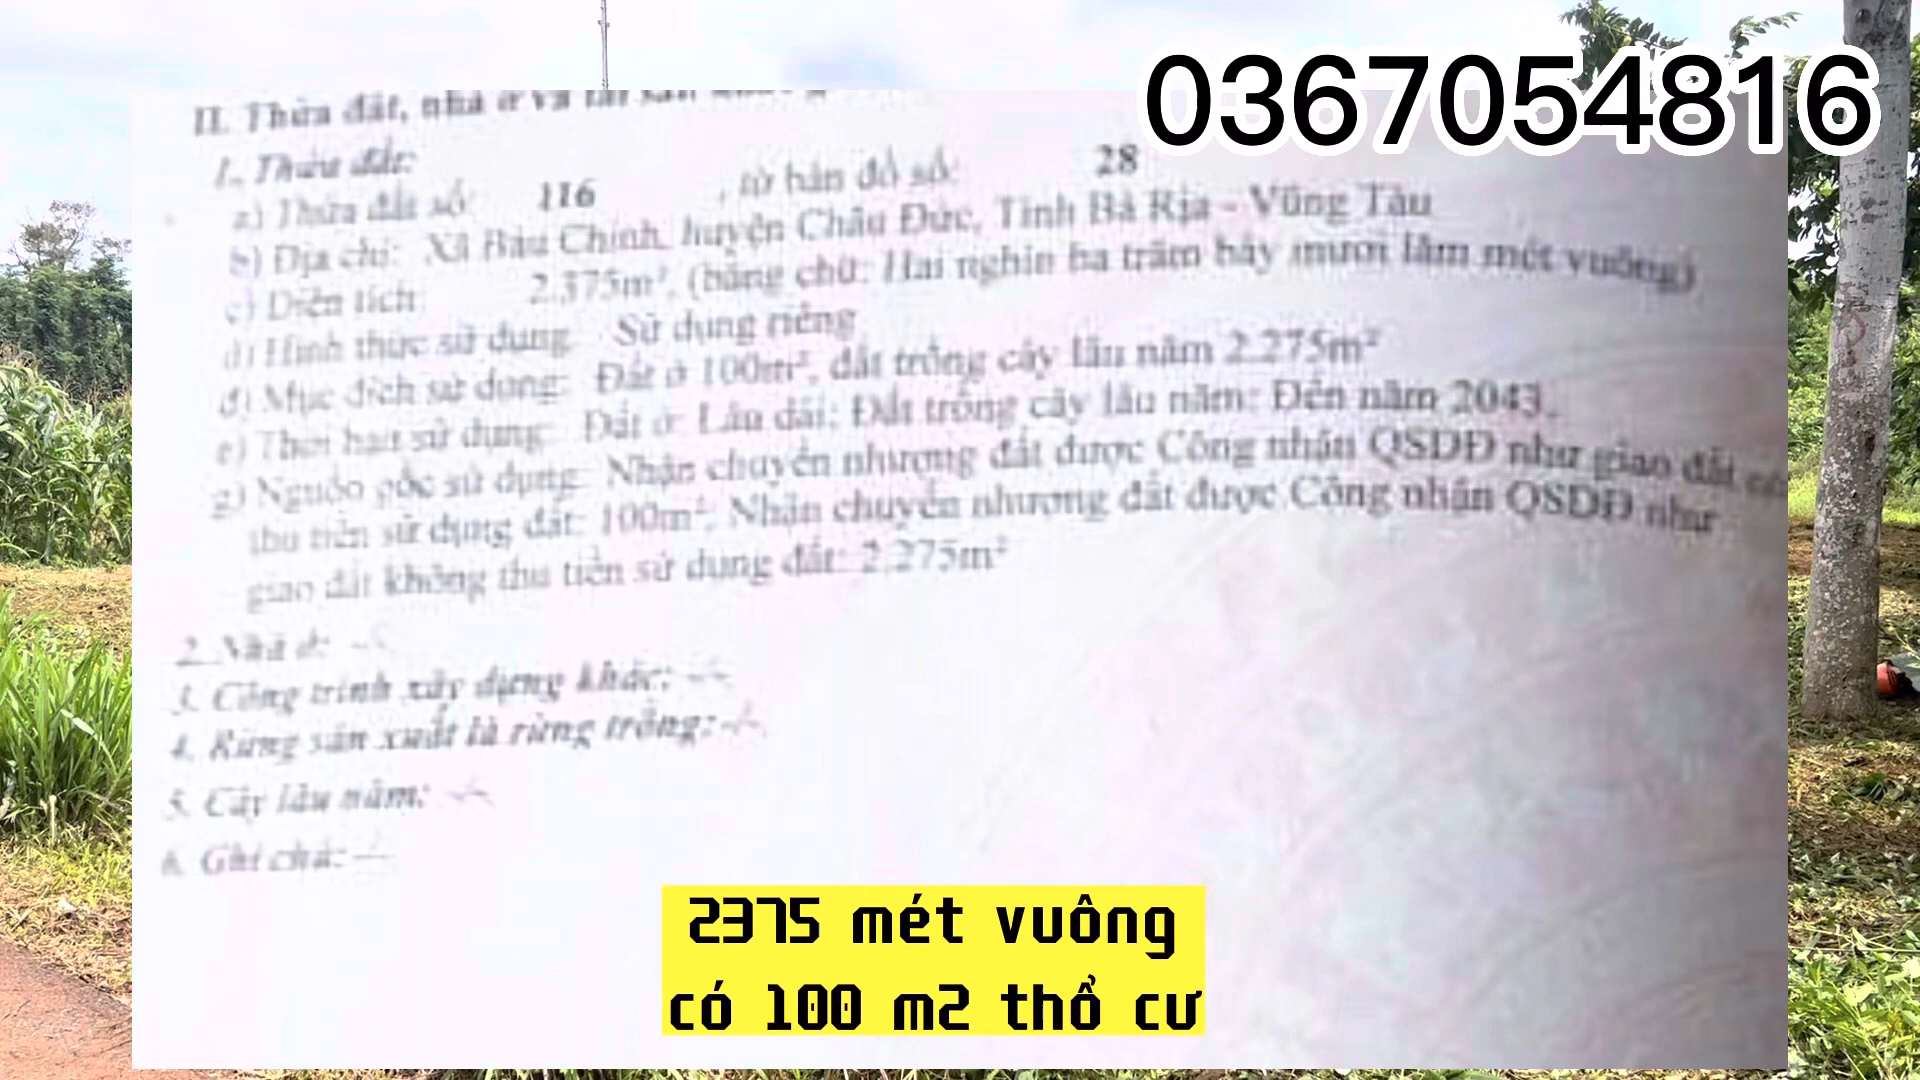 0367054816
II. Thửa đất, nhà ở và tài sản
1. Thửa đất:
a) Thửa đất số: 116 , tờ bản đồ số: 28
b) Địa chỉ: Xã Bàu Chinh, huyện Châu Đức, Tỉnh Bà Rịa - Vũng Tàu
c) Diện tích: 2.375m², (bằng chữ: Hai nghìn ba trăm bảy mươi lăm mét vuông)
d) Hình thức sử dụng: Sử dụng riêng
đ) Mục đích sử dụng: Đất ở 100m², đất trồng cây lâu năm 2.275m²
e) Thời hạn sử dụng: Đất ở: Lâu dài; Đất trồng cây lâu năm: Đến năm 2043.
g) Nguồn gốc sử dụng: Nhận chuyển nhượng đất được Công nhận QSDĐ như giao đất có
thu tiền sử dụng đất: 100m²; Nhận chuyển nhượng đất được Công nhận QSDĐ như
giao đất không thu tiền sử dụng đất: 2.275m²
2. Nhà ở: -/-
3. Công trình xây dựng khác: -/-
4. Rừng sản xuất là rừng trồng: -/-
5. Cây lâu năm: -/-
6. Ghi chú: -/-
2375 mét vuông
có 100 m2 thổ cư